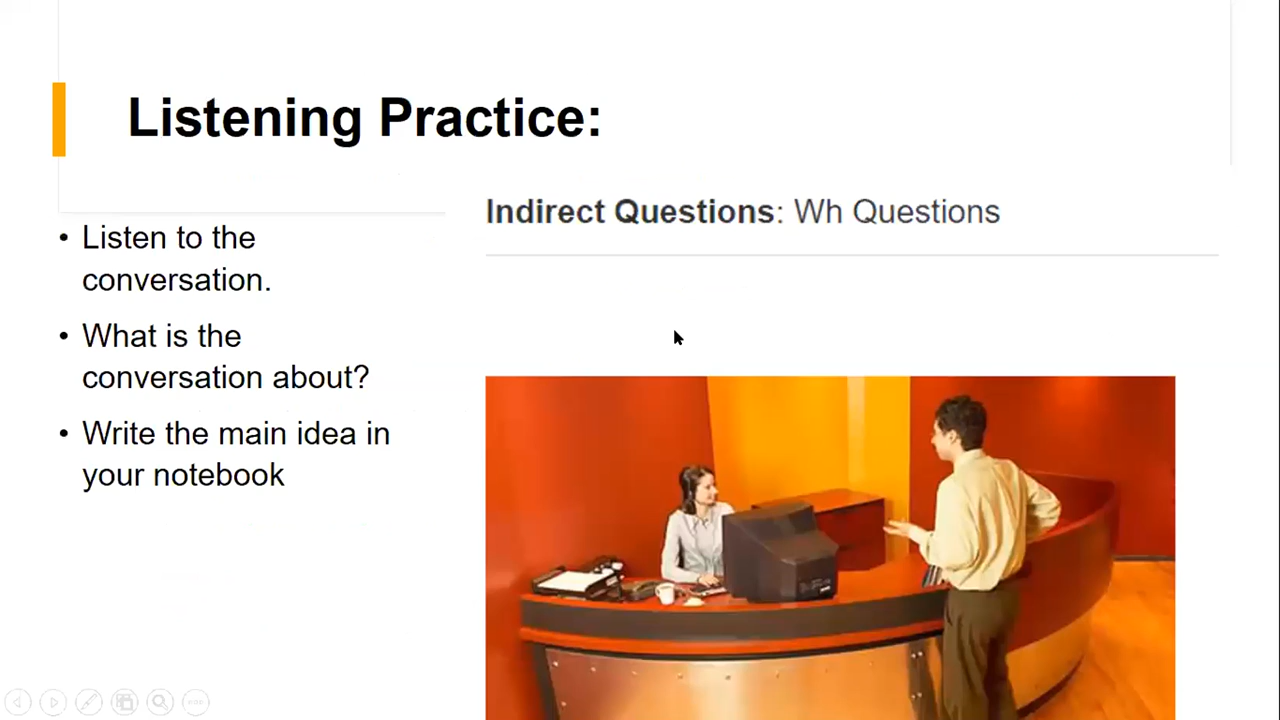 Listening Practice:
Indirect Questions: Wh Questions
• Listen to the
conversation.
• What is the
conversation about?
• Write the main idea in
your notebook